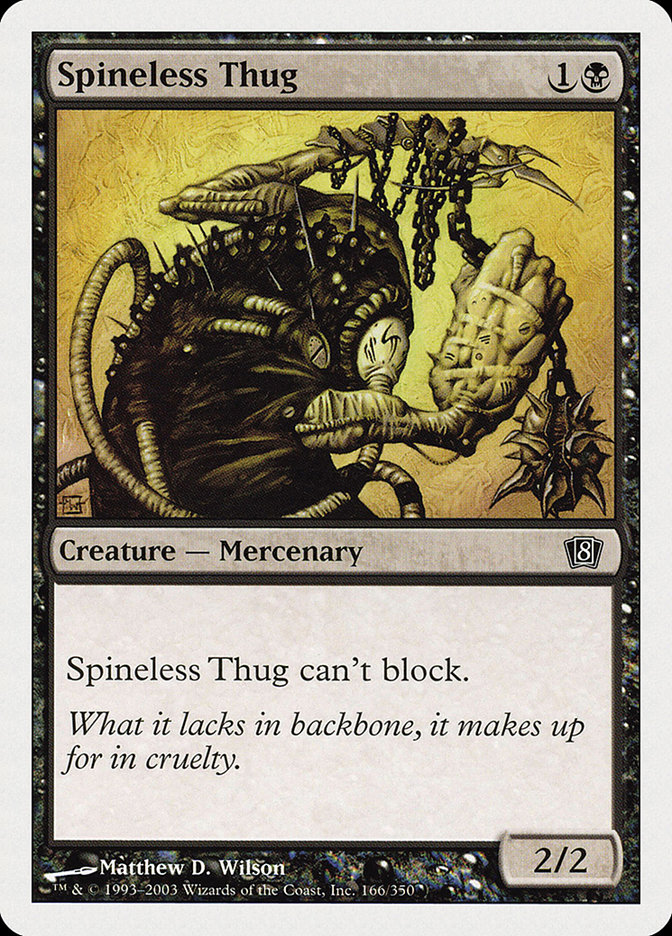 Spineless Thug 1
Creature — Mercenary 8
Spineless Thug can't block.
What it lacks in backbone, it makes up
for in cruelty.
2/2
Matthew D. Wilson
™ & © 1993–2003 Wizards of the Coast, Inc. 166/350